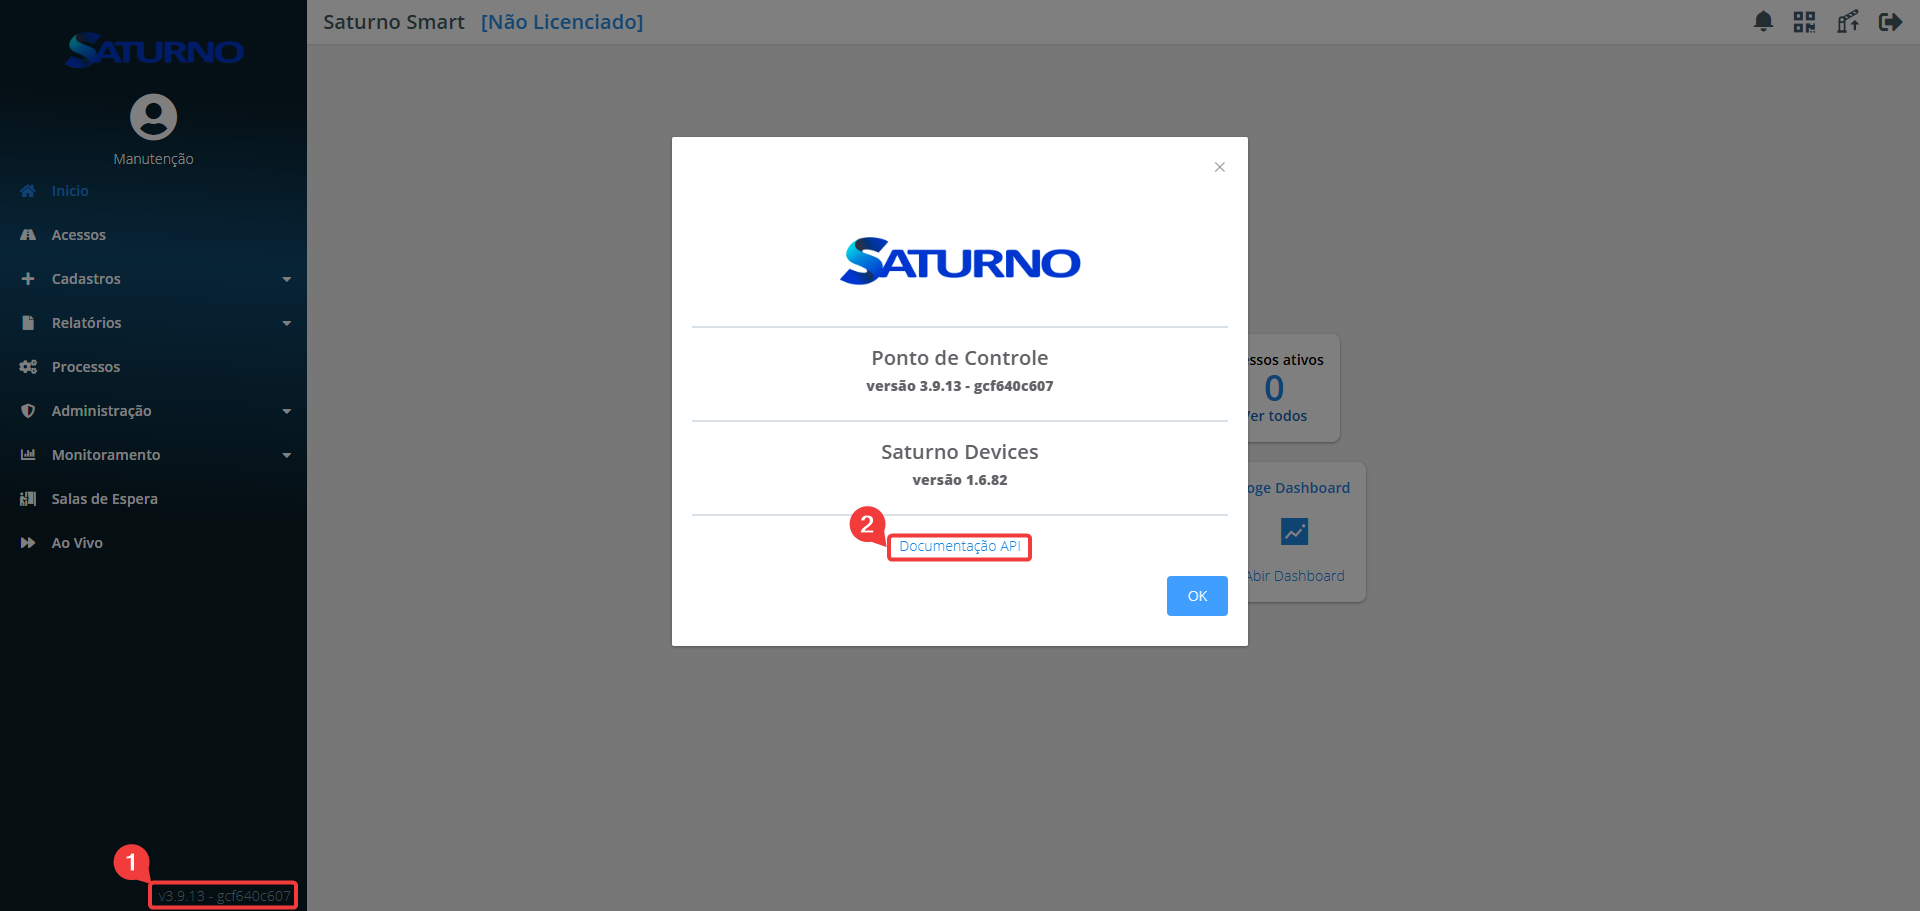 SATURNO
Manutenção
Início
Acessos
Cadastros
Relatórios
Processos
Administração
Monitoramento
Salas de Espera
Ao Vivo
1
v3.9.13 - gcf640c607
Saturno Smart [Não Licenciado]
×
SATURNO
Ponto de Controle
versão 3.9.13 - gcf640c607
Saturno Devices
versão 1.6.82
2
Documentação API
OK
essos ativos
0
Ver todos
oge Dashboard
Abir Dashboard